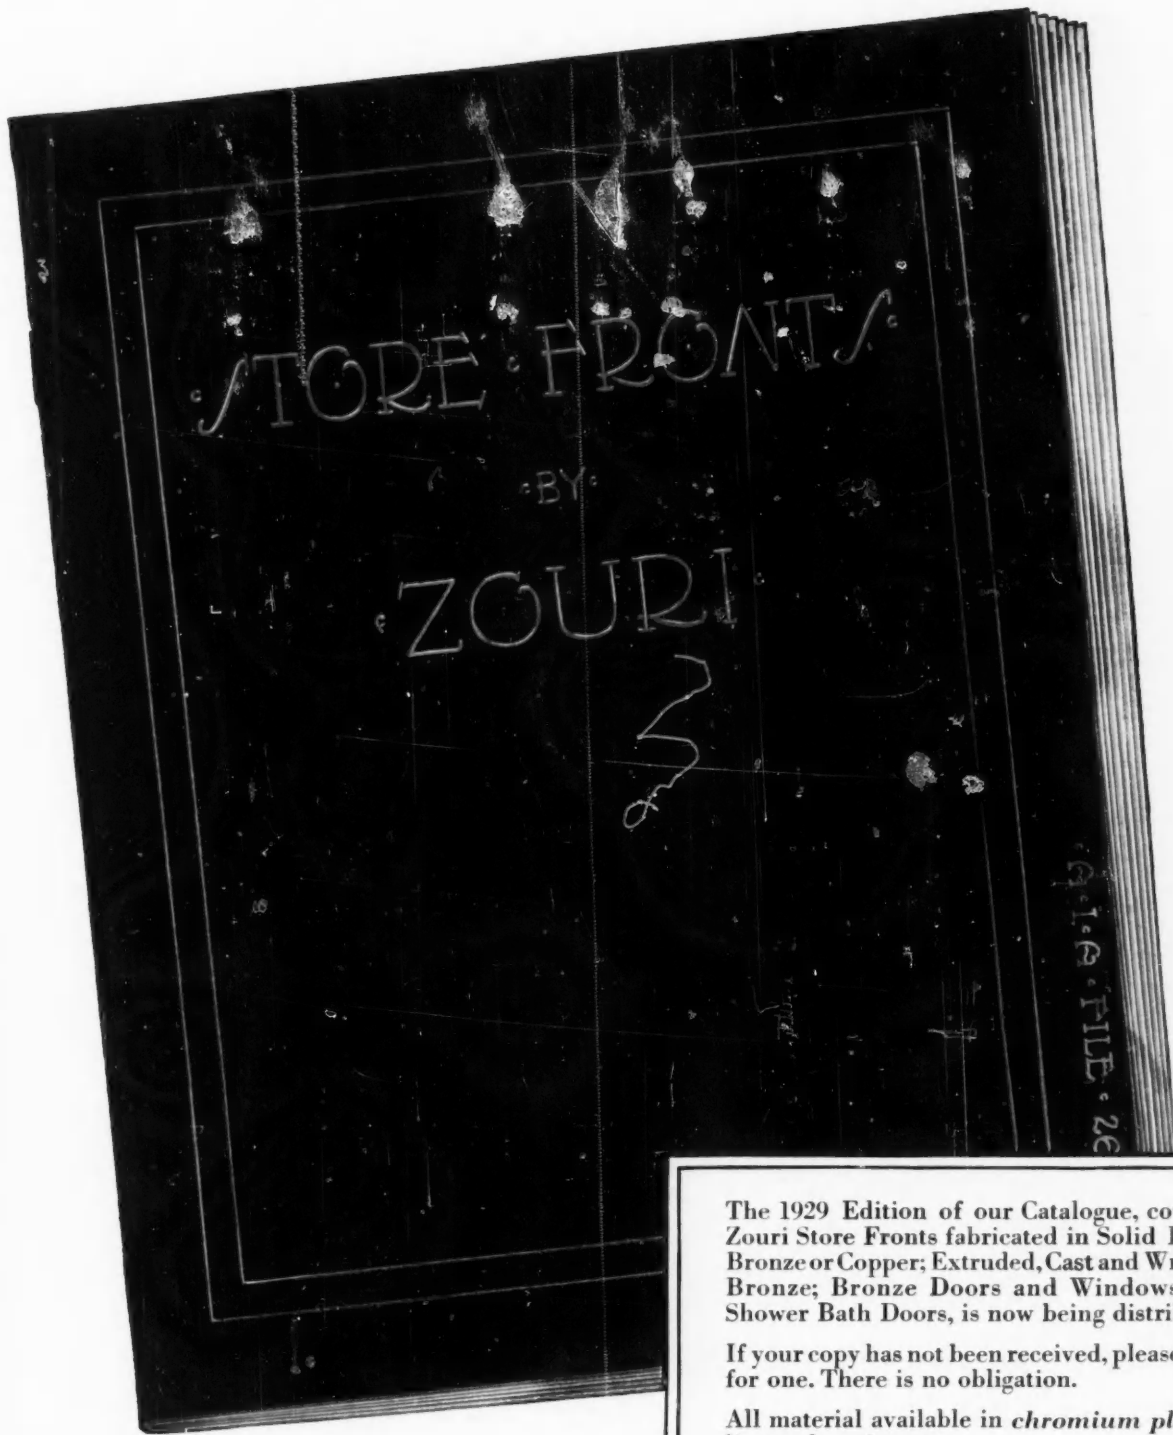 STORE FRONTS
BY
ZOURI
A.I.A. FILE 26
The 1929 Edition of our Catalogue, co
Zouri Store Fronts fabricated in Solid
Bronze or Copper; Extruded, Cast and W
Bronze; Bronze Doors and Windows
Shower Bath Doors, is now being distri
If your copy has not been received, please
for one. There is no obligation.
All material available in chromium pl